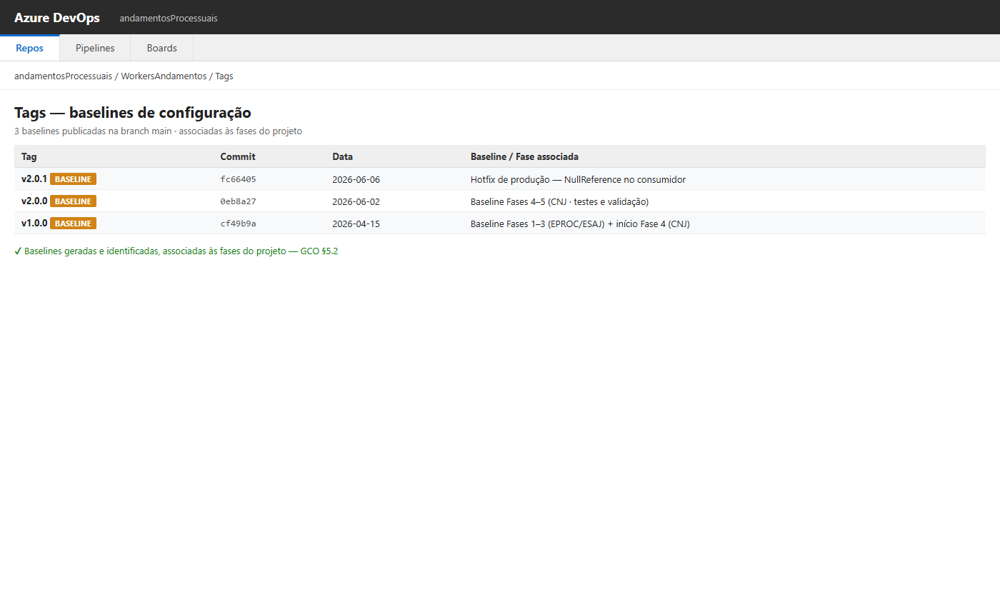 Azure DevOps andamentosProcessuais
Repos Pipelines Boards
andamentosProcessuais / WorkersAndamentos / Tags
Tags — baselines de configuração
3 baselines publicadas na branch main · associadas às fases do projeto
Tag Commit Data Baseline / Fase associada
v2.0.1 BASELINE fc66405 2026-06-06 Hotfix de produção — NullReference no consumidor
v2.0.0 BASELINE 0eb8a27 2026-06-02 Baseline Fases 4–5 (CNJ · testes e validação)
v1.0.0 BASELINE cf49b9a 2026-04-15 Baseline Fases 1–3 (EPROC/ESAJ) + início Fase 4 (CNJ)
✓ Baselines geradas e identificadas, associadas às fases do projeto — GCO §5.2